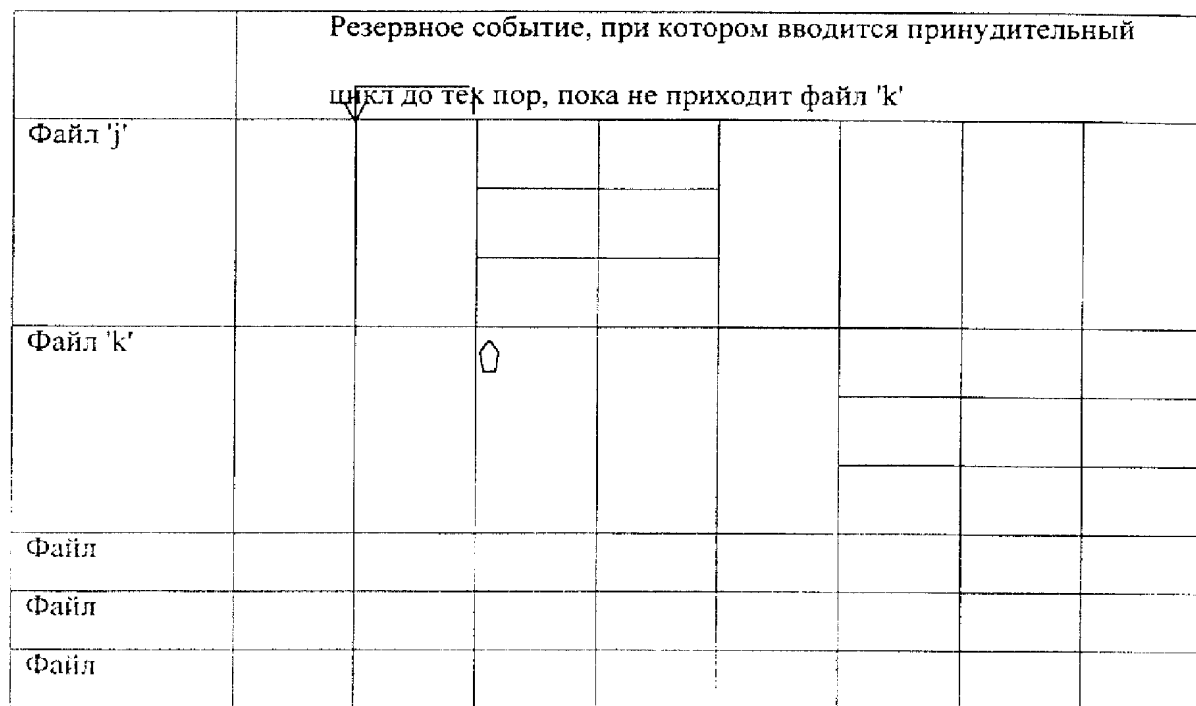 Резервное событие, при котором вводится принудительный
цикл до тех пор, пока не приходит файл 'k'
Файл 'j'
Файл 'k'
Файл
Файл
Файл